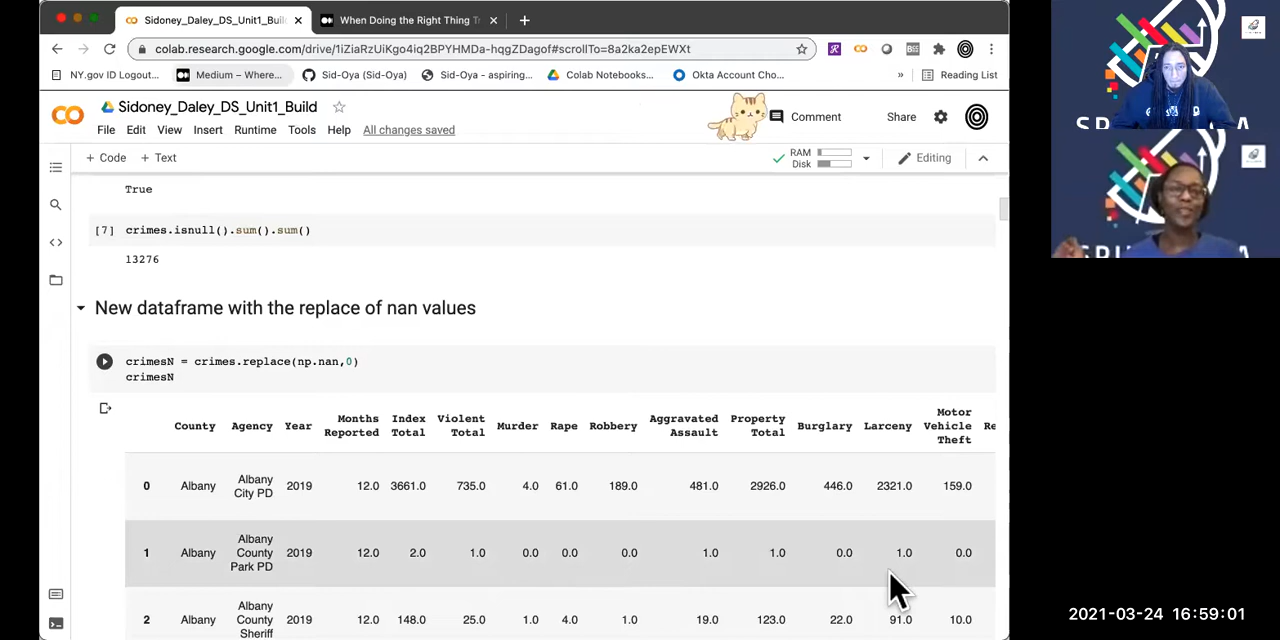 Sidoney_Daley_DS_Unit1_Buil
When Doing the Right Thing T
colab.research.google.com/drive/1iZiaRzUiKgo4iq2BPYHMDa-hqgZDagof#scrollTo=8a2ka2epEWXt
NY.gov ID Logout...
Medium – Where...
Sid-Oya (Sid-Oya)
Sid-Oya - aspiring...
Colab Notebooks...
Okta Account Cho...
»
Reading List
Sidoney_Daley_DS_Unit1_Build
Comment
Share
File Edit View Insert Runtime Tools Help All changes saved
+ Code + Text
RAM
Disk
Editing
True
[7] crimes.isnull().sum().sum()
13276
New dataframe with the replace of nan values
crimesN = crimes.replace(np.nan,0)
crimesN
County Agency Year Months Reported Index Total Violent Total Murder Rape Robbery Aggravated Assault Property Total Burglary Larceny Motor Vehicle Theft Re
0 Albany Albany City PD 2019 12.0 3661.0 735.0 4.0 61.0 189.0 481.0 2926.0 446.0 2321.0 159.0
1 Albany Albany County Park PD 2019 12.0 2.0 1.0 0.0 0.0 0.0 1.0 1.0 0.0 1.0 0.0
2 Albany Albany County Sheriff 2019 12.0 148.0 25.0 1.0 4.0 1.0 19.0 123.0 22.0 91.0 10.0
2021-03-24 16:59:01